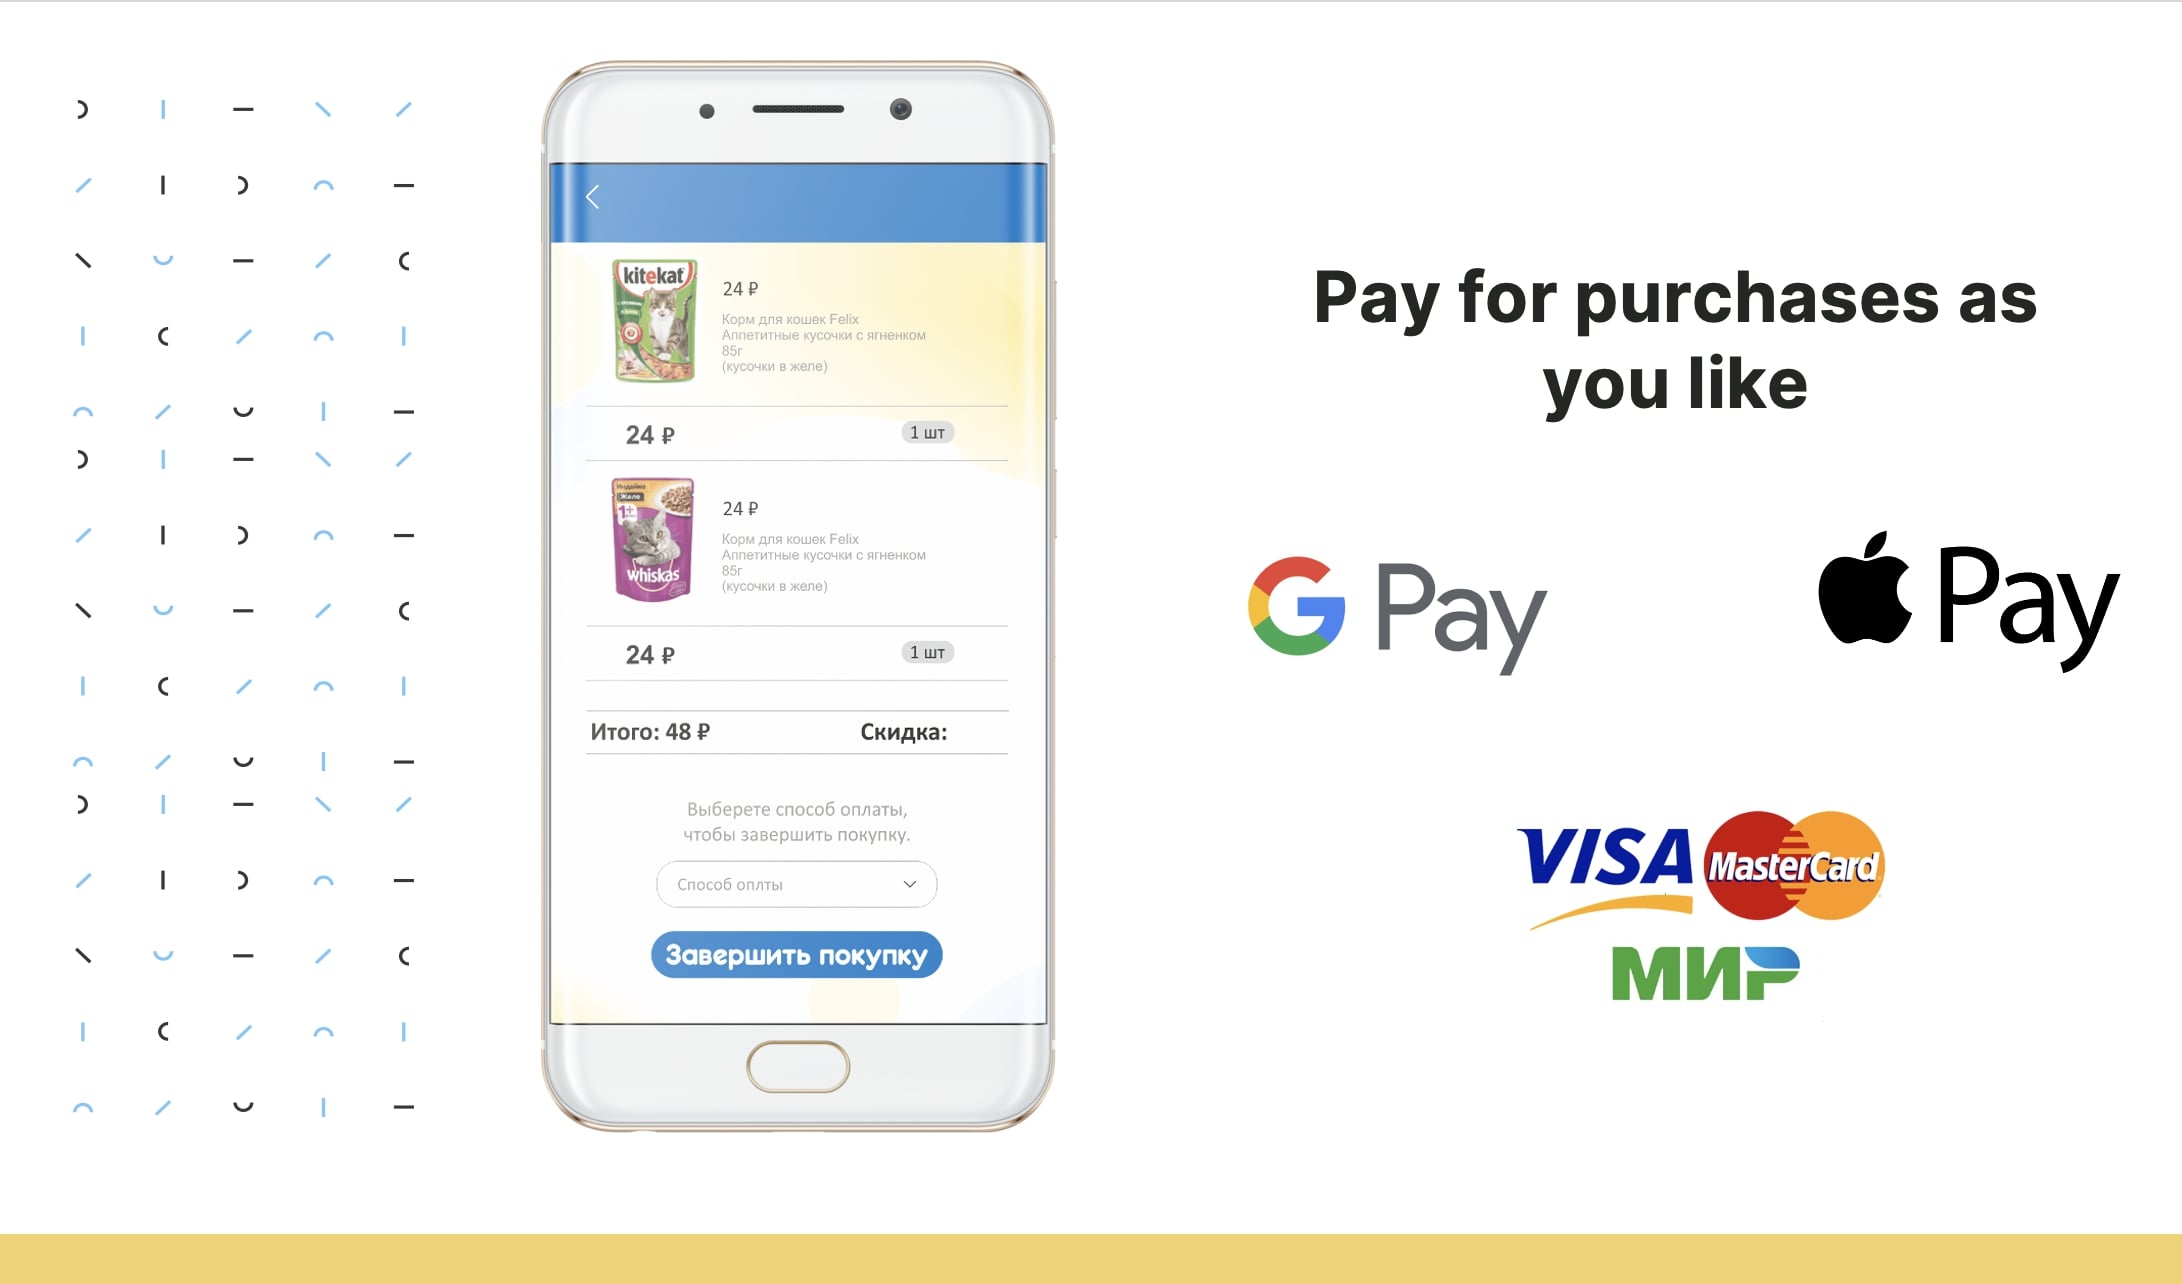 kitekat
24 ₽
Корм для кошек Felix
Аппетитные кусочки с ягненком
85г
(кусочки в желе)
24 ₽
1 шт
Индейка
Желе
1+
whiskas
24 ₽
Корм для кошек Felix
Аппетитные кусочки с ягненком
85г
(кусочки в желе)
24 ₽
1 шт
Итого: 48 ₽
Скидка:
Выберете способ оплаты,
чтобы завершить покупку.
Способ оплты
Завершить покупку
Pay for purchases as
you like
G Pay
Pay
VISA
MasterCard
МИР